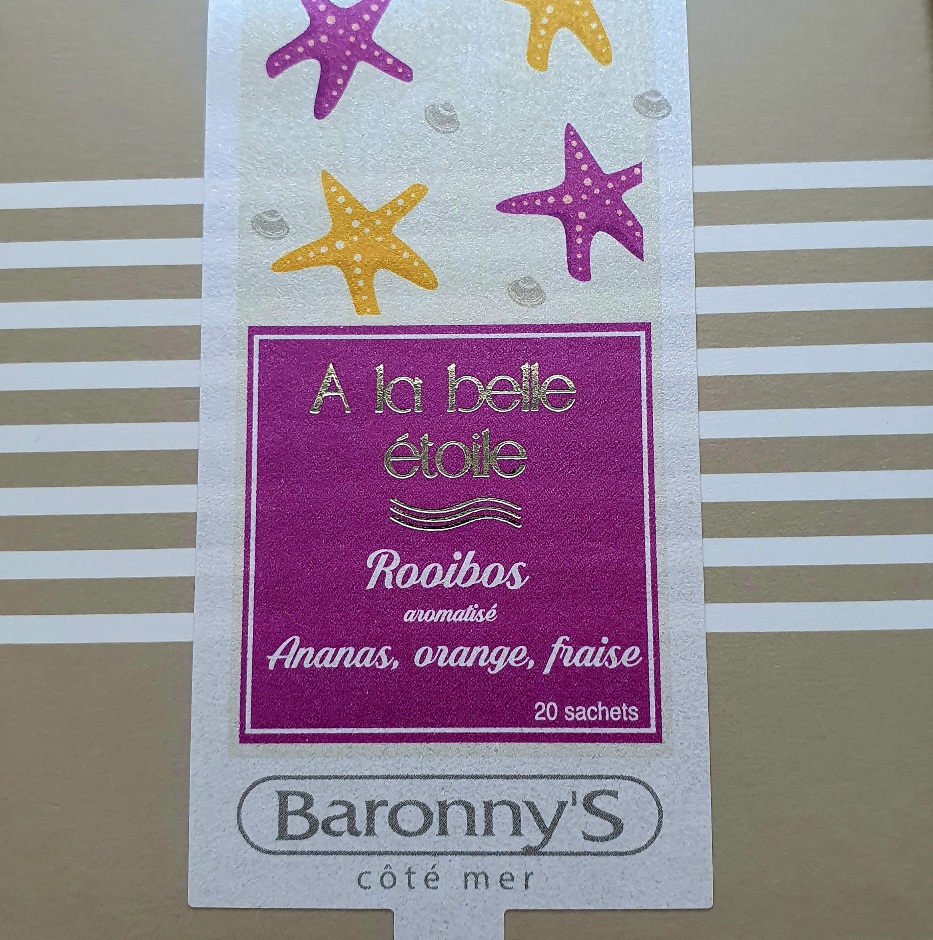 A la belle
étoile
Rooibos
aromatisé
Ananas, orange, fraise
20 sachets
Baronny'S
côté mer